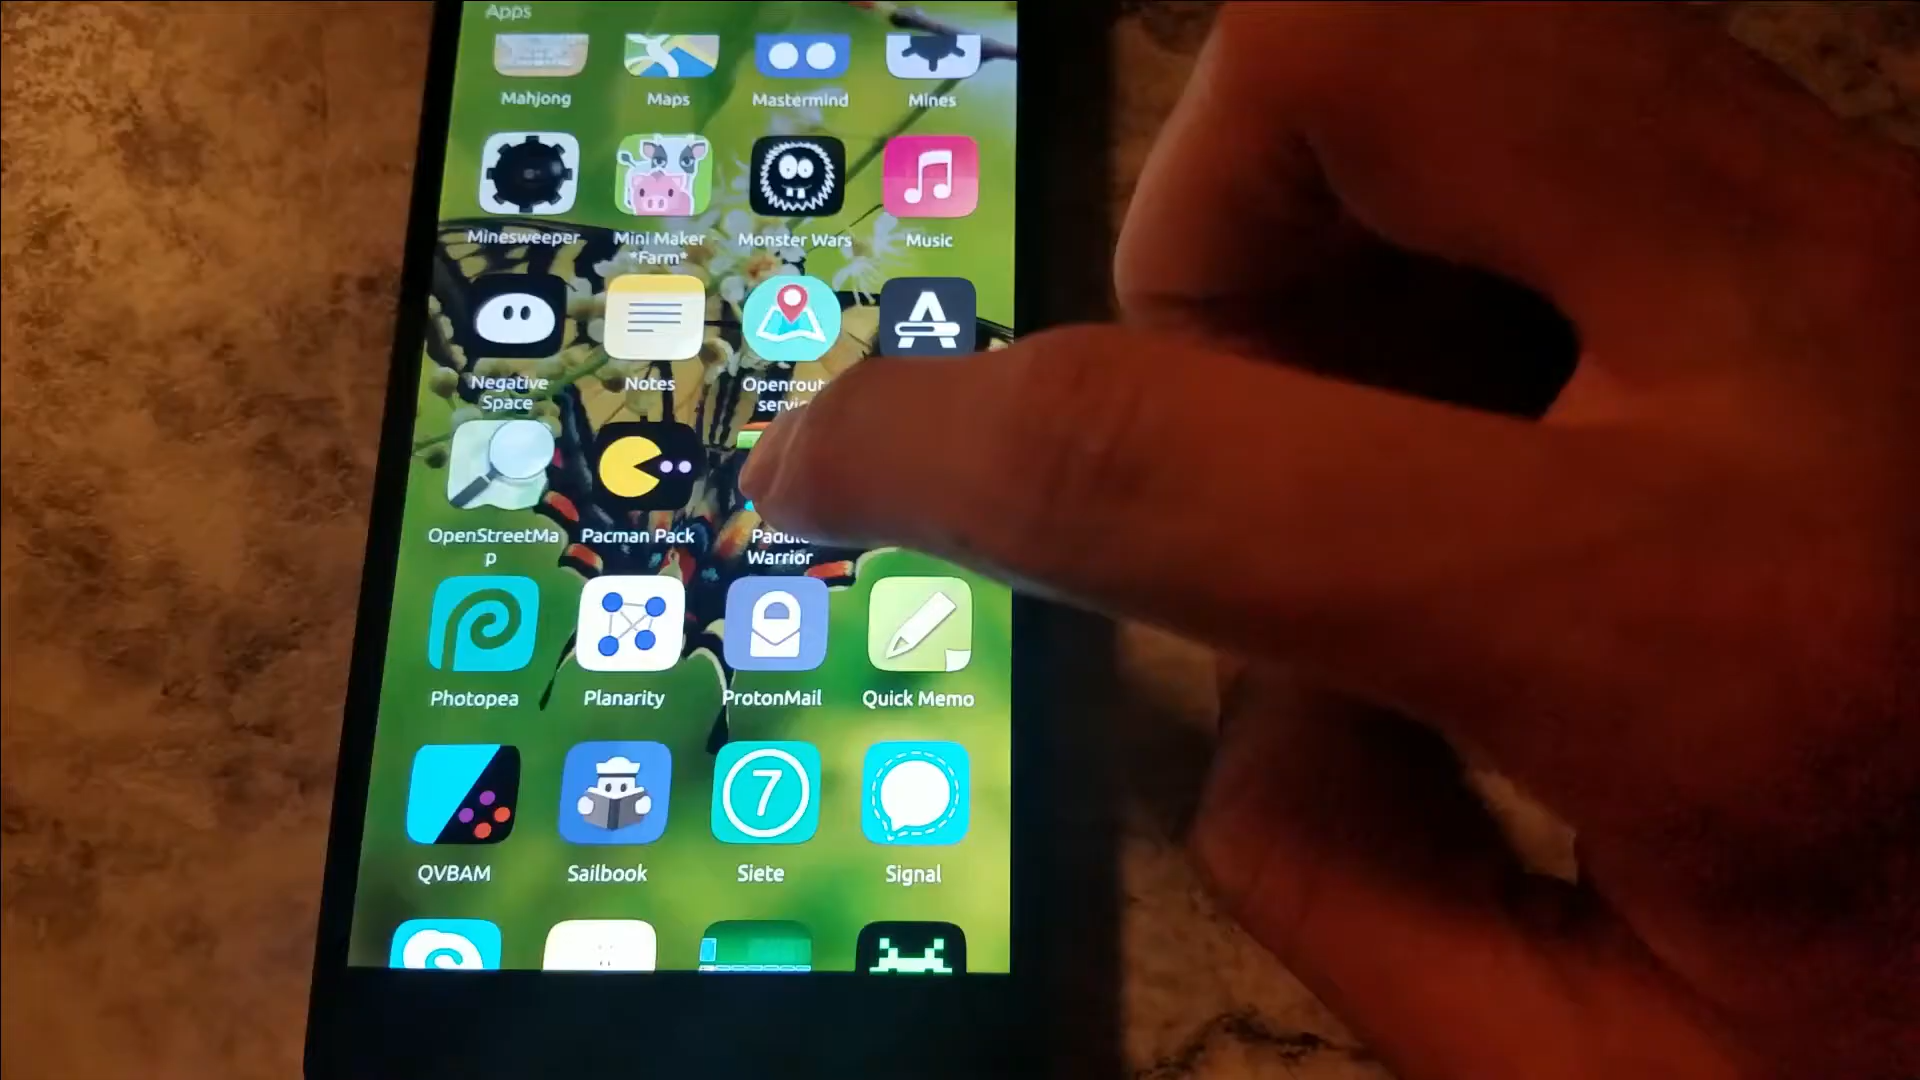 Apps
Mahjong
Maps
Mastermind
Mines
Minesweeper
Mini Maker
*Farm*
Monster Wars
Music
Negative
Space
Notes
OpenStreetMa
p
Pacman Pack
Warrior
Photopea
Planarity
ProtonMail
Quick Memo
7
QVBAM
Sailbook
Siete
Signal